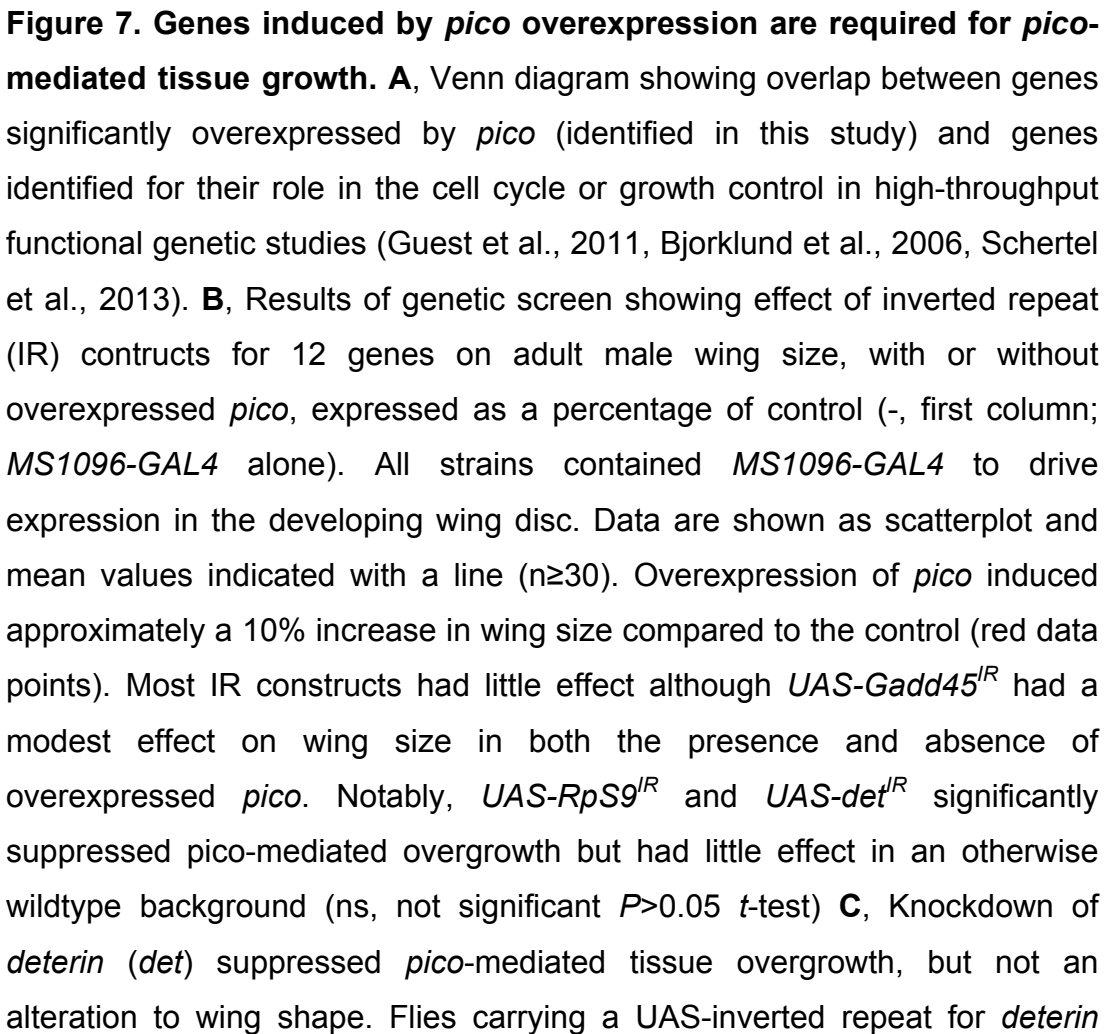 Figure 7. Genes induced by pico overexpression are required for pico-
mediated tissue growth. A, Venn diagram showing overlap between genes
significantly overexpressed by pico (identified in this study) and genes
identified for their role in the cell cycle or growth control in high-throughput
functional genetic studies (Guest et al., 2011, Bjorklund et al., 2006, Schertel
et al., 2013). B, Results of genetic screen showing effect of inverted repeat
(IR) contructs for 12 genes on adult male wing size, with or without
overexpressed pico, expressed as a percentage of control (-, first column;
MS1096-GAL4 alone). All strains contained MS1096-GAL4 to drive
expression in the developing wing disc. Data are shown as scatterplot and
mean values indicated with a line (n≥30). Overexpression of pico induced
approximately a 10% increase in wing size compared to the control (red data
points). Most IR constructs had little effect although UAS-Gadd45^IR had a
modest effect on wing size in both the presence and absence of
overexpressed pico. Notably, UAS-RpS9^IR and UAS-det^IR significantly
suppressed pico-mediated overgrowth but had little effect in an otherwise
wildtype background (ns, not significant P>0.05 t-test) C, Knockdown of
deterin (det) suppressed pico-mediated tissue overgrowth, but not an
alteration to wing shape. Flies carrying a UAS-inverted repeat for deterin